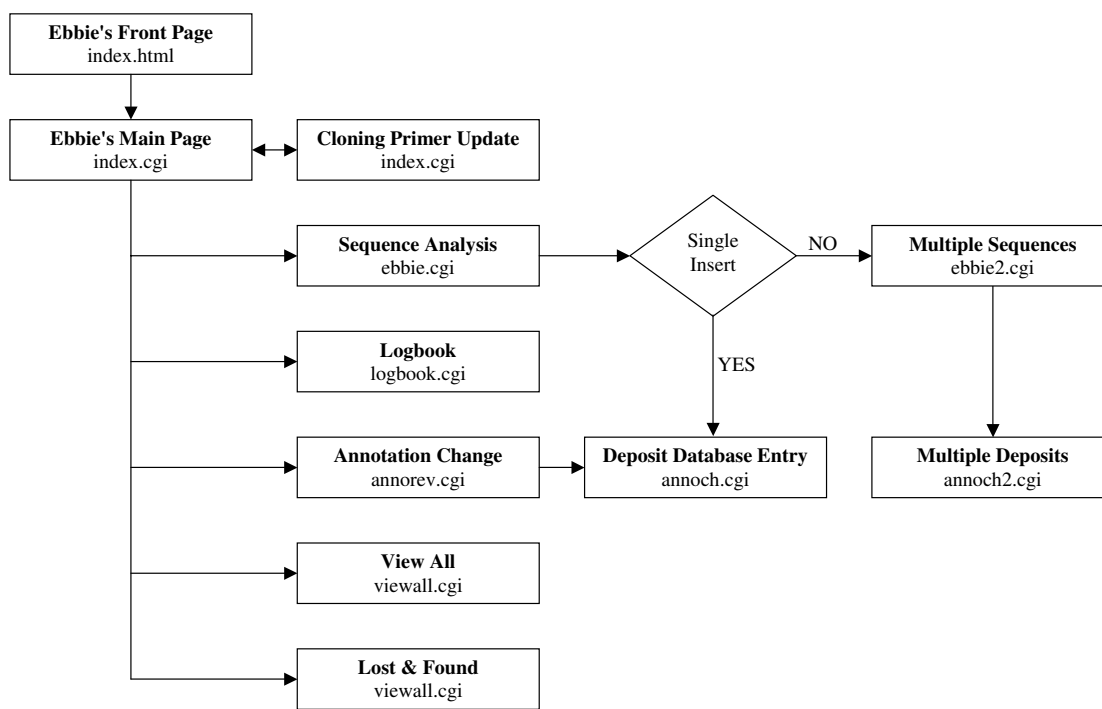 Ebbie's Front Page
index.html
Ebbie's Main Page
index.cgi
Cloning Primer Update
index.cgi
Sequence Analysis
ebbie.cgi
Single
Insert
NO
Multiple Sequences
ebbie2.cgi
YES
Logbook
logbook.cgi
Annotation Change
annorev.cgi
Deposit Database Entry
annoch.cgi
Multiple Deposits
annoch2.cgi
View All
viewall.cgi
Lost & Found
viewall.cgi